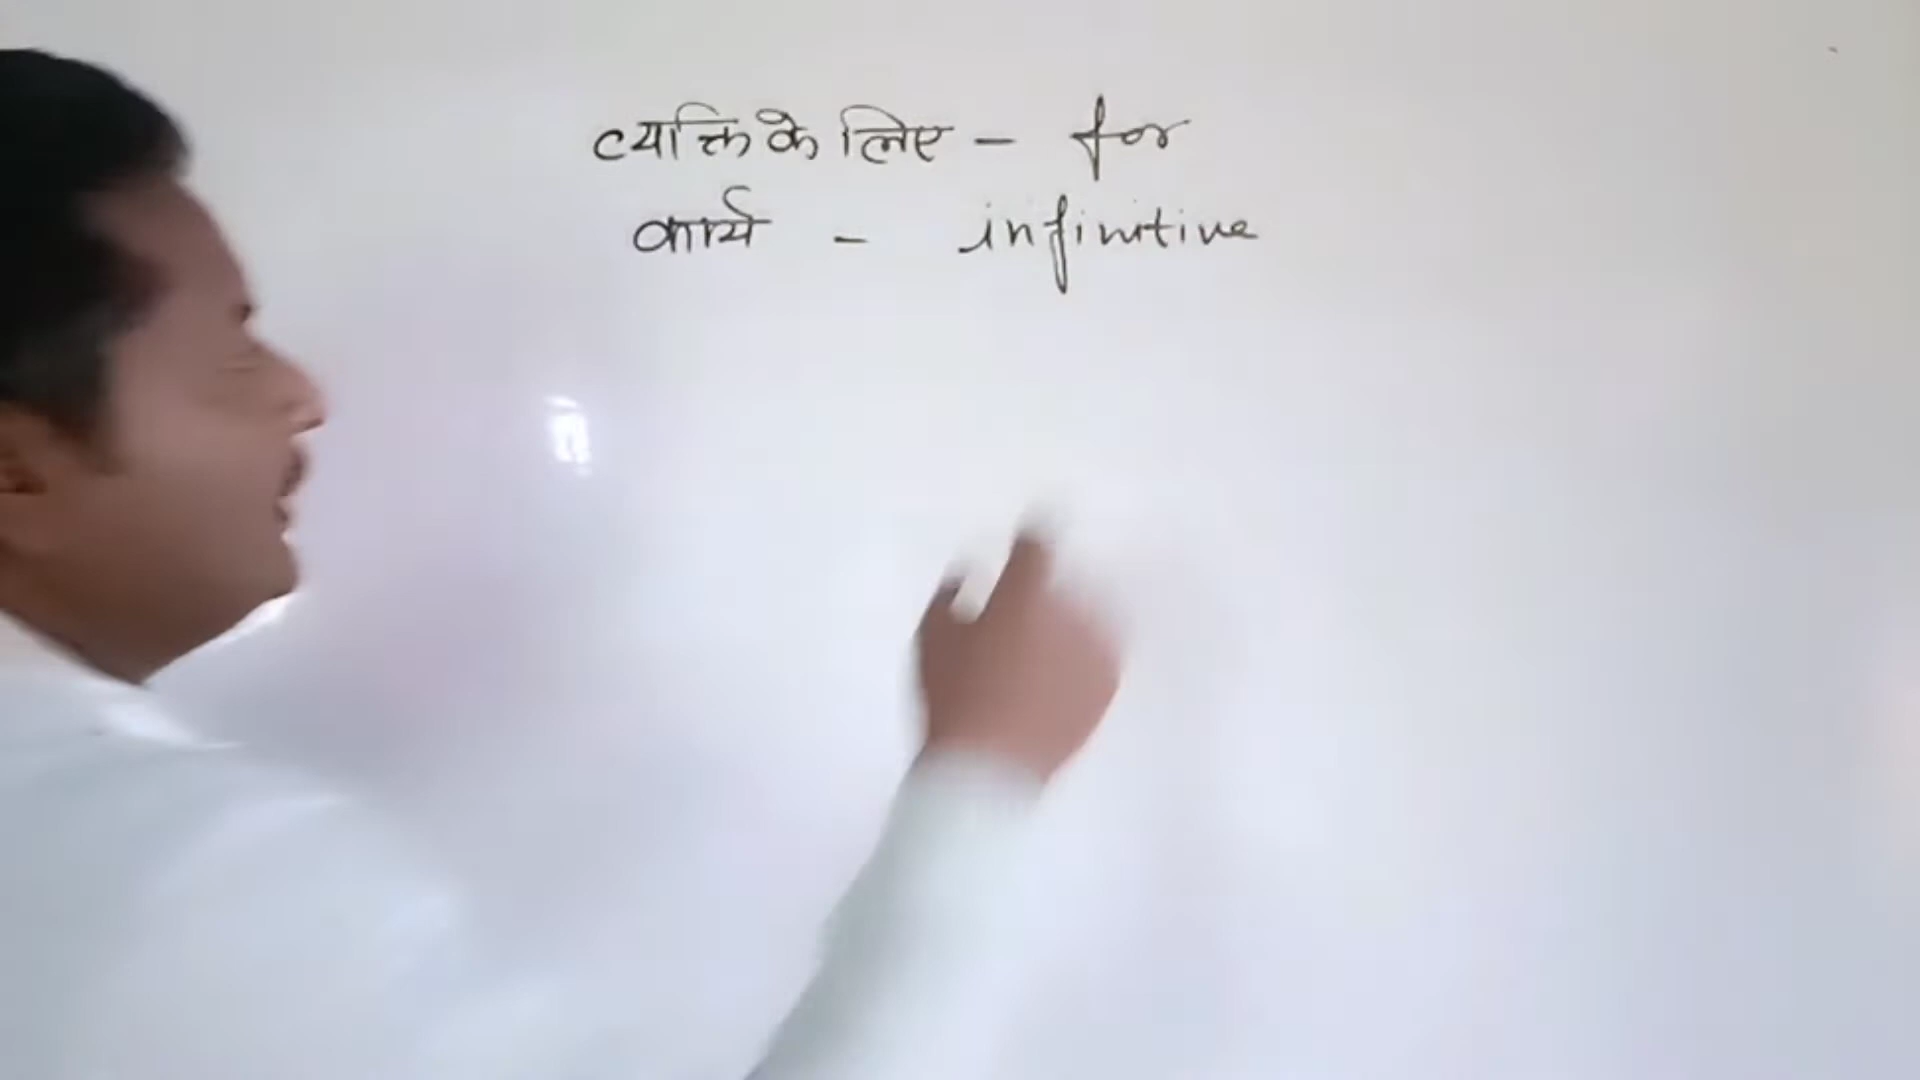 व्यक्ति के लिए - for
कार्य - infinitive